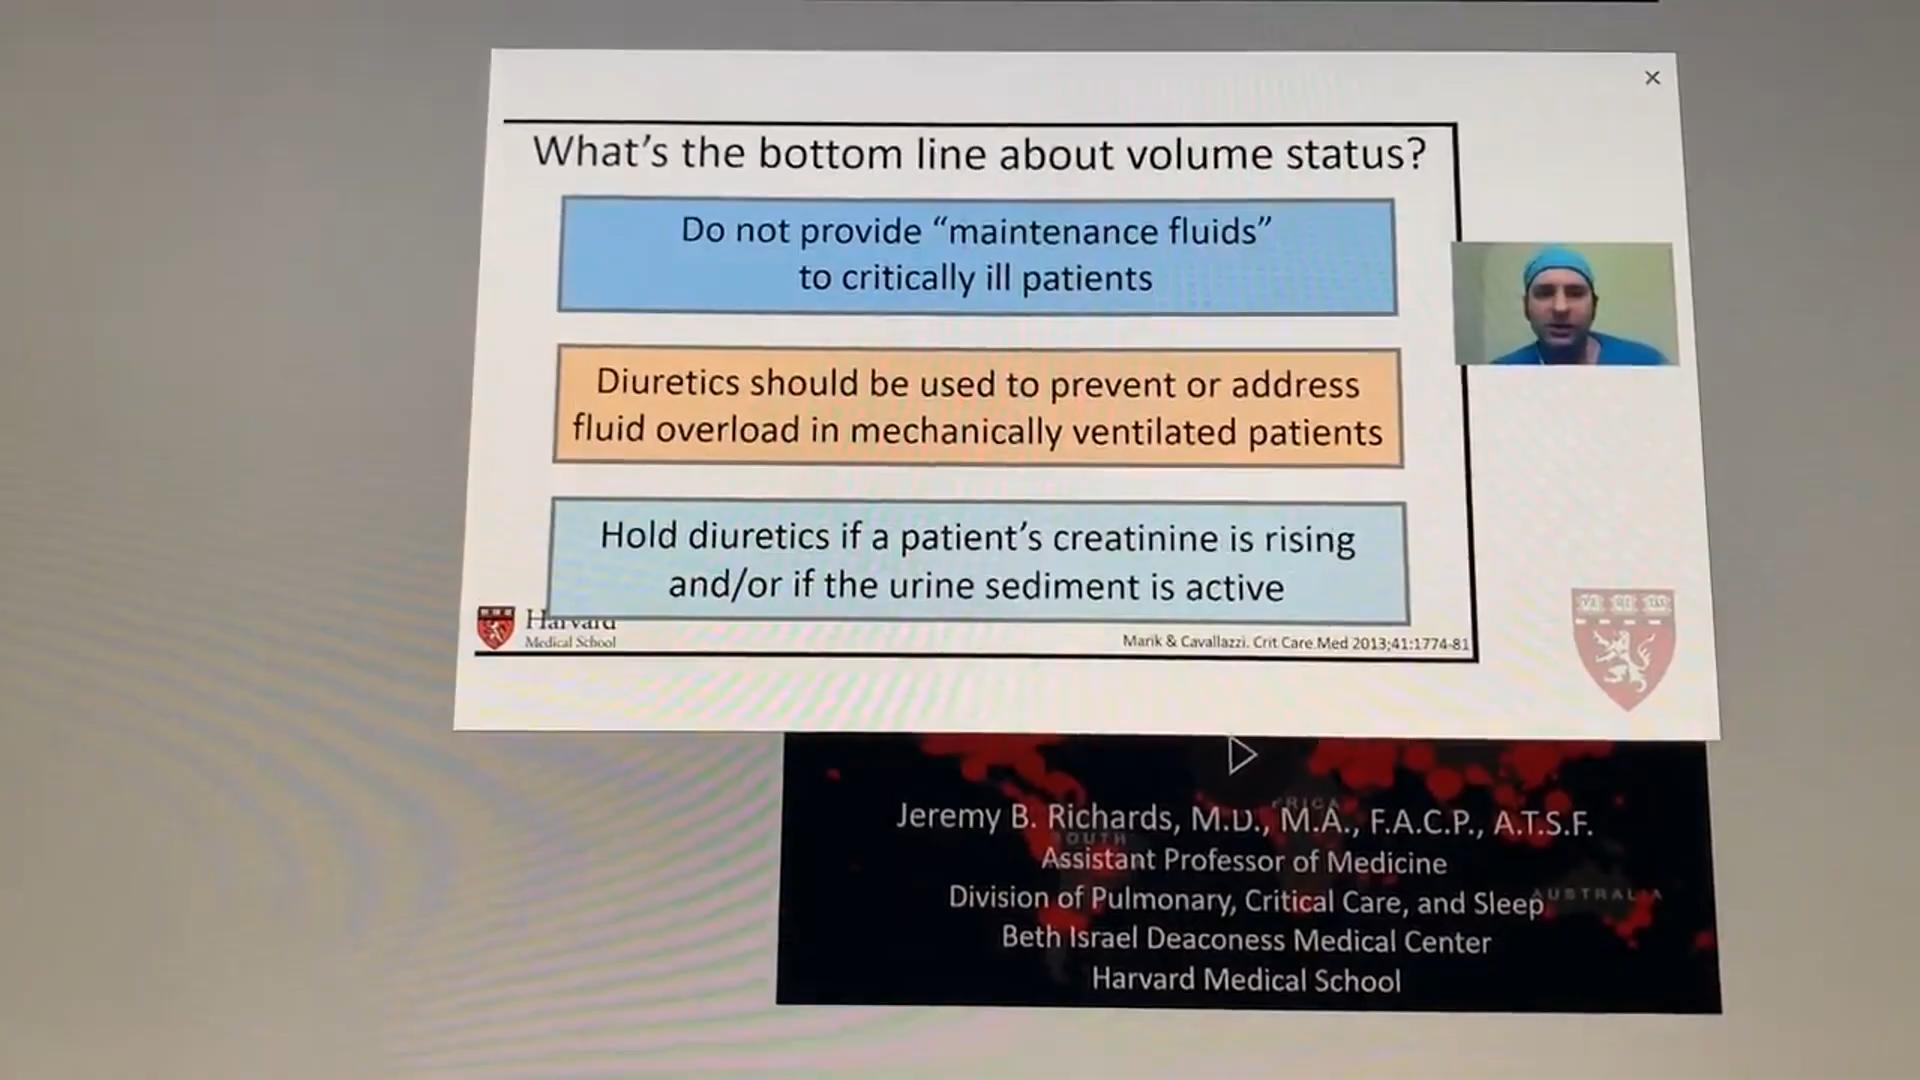 What's the bottom line about volume status?
Do not provide “maintenance fluids”
to critically ill patients
Diuretics should be used to prevent or address
fluid overload in mechanically ventilated patients
Hold diuretics if a patient's creatinine is rising
and/or if the urine sediment is active
Harvard
Medical School
Marik & Cavallazzi. Crit Care Med 2013;41:1774-81
Jeremy B. Richards, M.D., M.A., F.A.C.P., A.T.S.F.
SOUTH
Assistant Professor of Medicine
Division of Pulmonary, Critical Care, and Sleep
AUSTRALIA
Beth Israel Deaconess Medical Center
Harvard Medical School